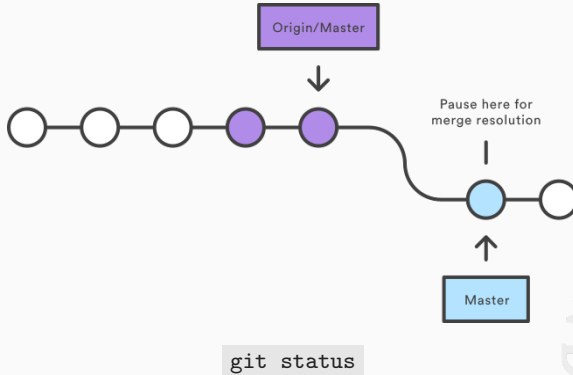 Origin/Master
Pause here for
merge resolution
Master
git status